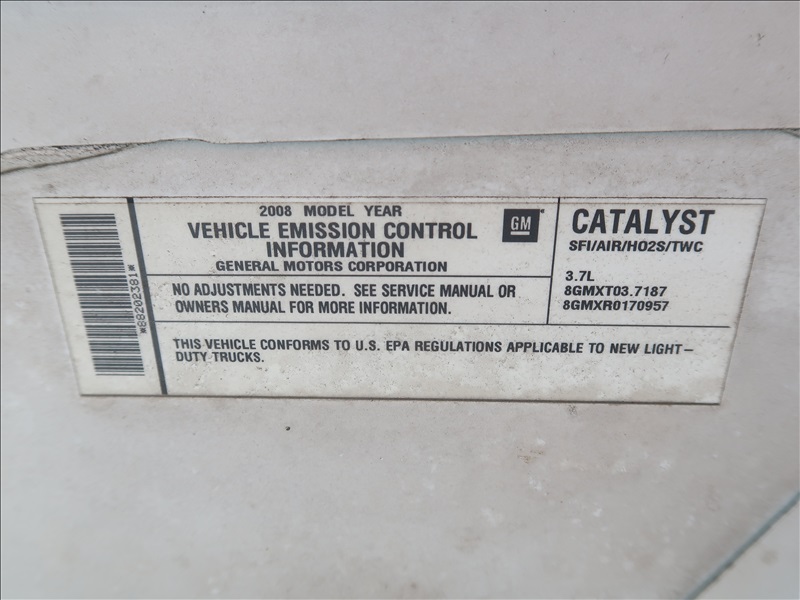 *88202381*
2008 MODEL YEAR
VEHICLE EMISSION CONTROL
INFORMATION
GENERAL MOTORS CORPORATION
GM
NO ADJUSTMENTS NEEDED. SEE SERVICE MANUAL OR
OWNERS MANUAL FOR MORE INFORMATION.
CATALYST
SFI/AIR/HO2S/TWC
3.7L
8GMXT03.7187
8GMXR0170957
THIS VEHICLE CONFORMS TO U.S. EPA REGULATIONS APPLICABLE TO NEW LIGHT-
DUTY TRUCKS.